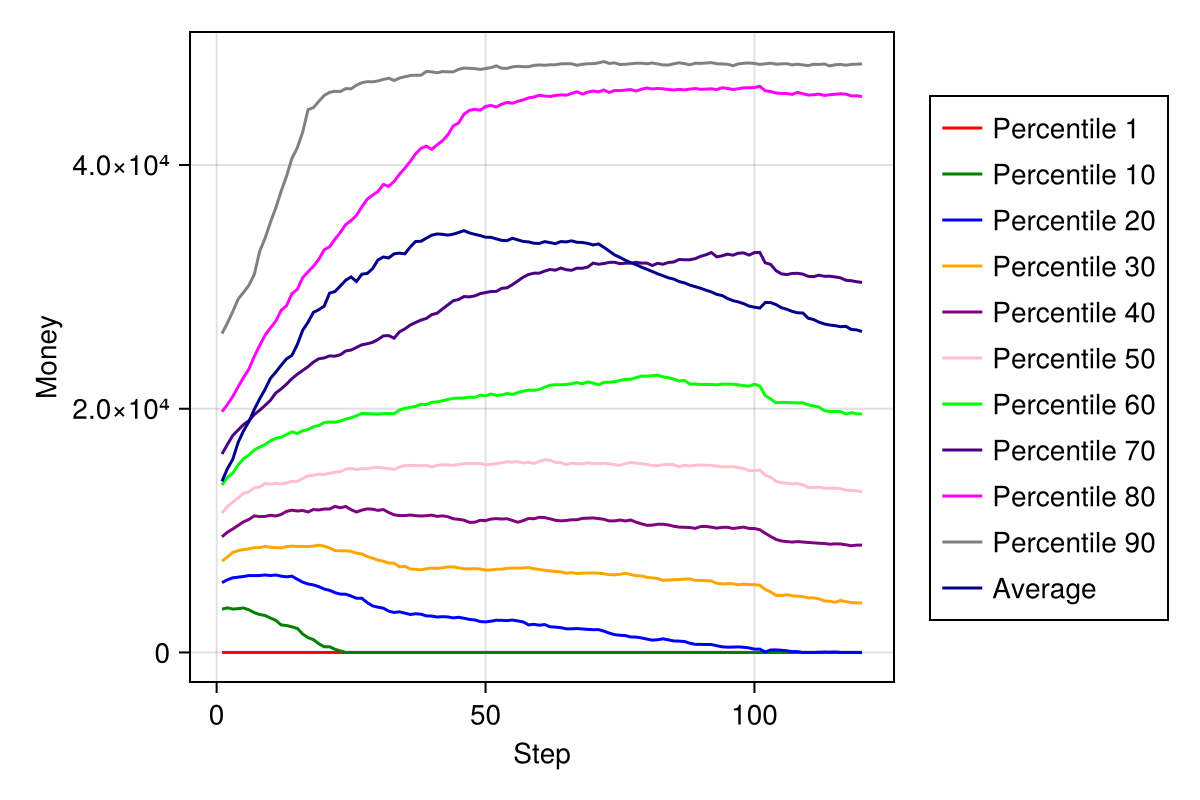 Money
4.0×10⁴
2.0×10⁴
0
0
50
100
Step
Percentile 1
Percentile 10
Percentile 20
Percentile 30
Percentile 40
Percentile 50
Percentile 60
Percentile 70
Percentile 80
Percentile 90
Average